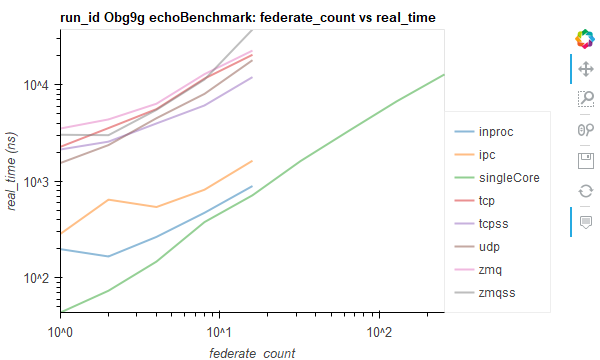 run_id Obg9g echoBenchmark: federate_count vs real_time
real_time (ns)
10^4
10^3
10^2
10^0
10^1
10^2
federate_count
inproc
ipc
singleCore
tcp
tcpss
udp
zmq
zmqss